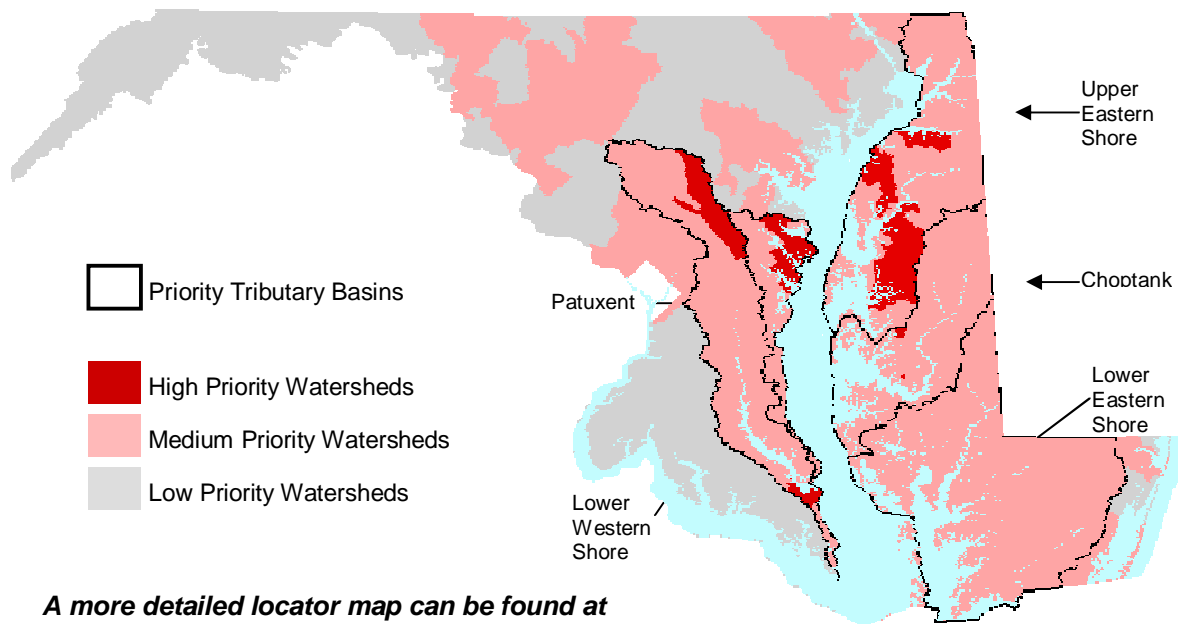 Upper
Eastern
Shore
Choptank
Priority Tributary Basins
Patuxent
High Priority Watersheds
Medium Priority Watersheds
Low Priority Watersheds
Lower
Eastern
Shore
Lower
Western
Shore
A more detailed locator map can be found at